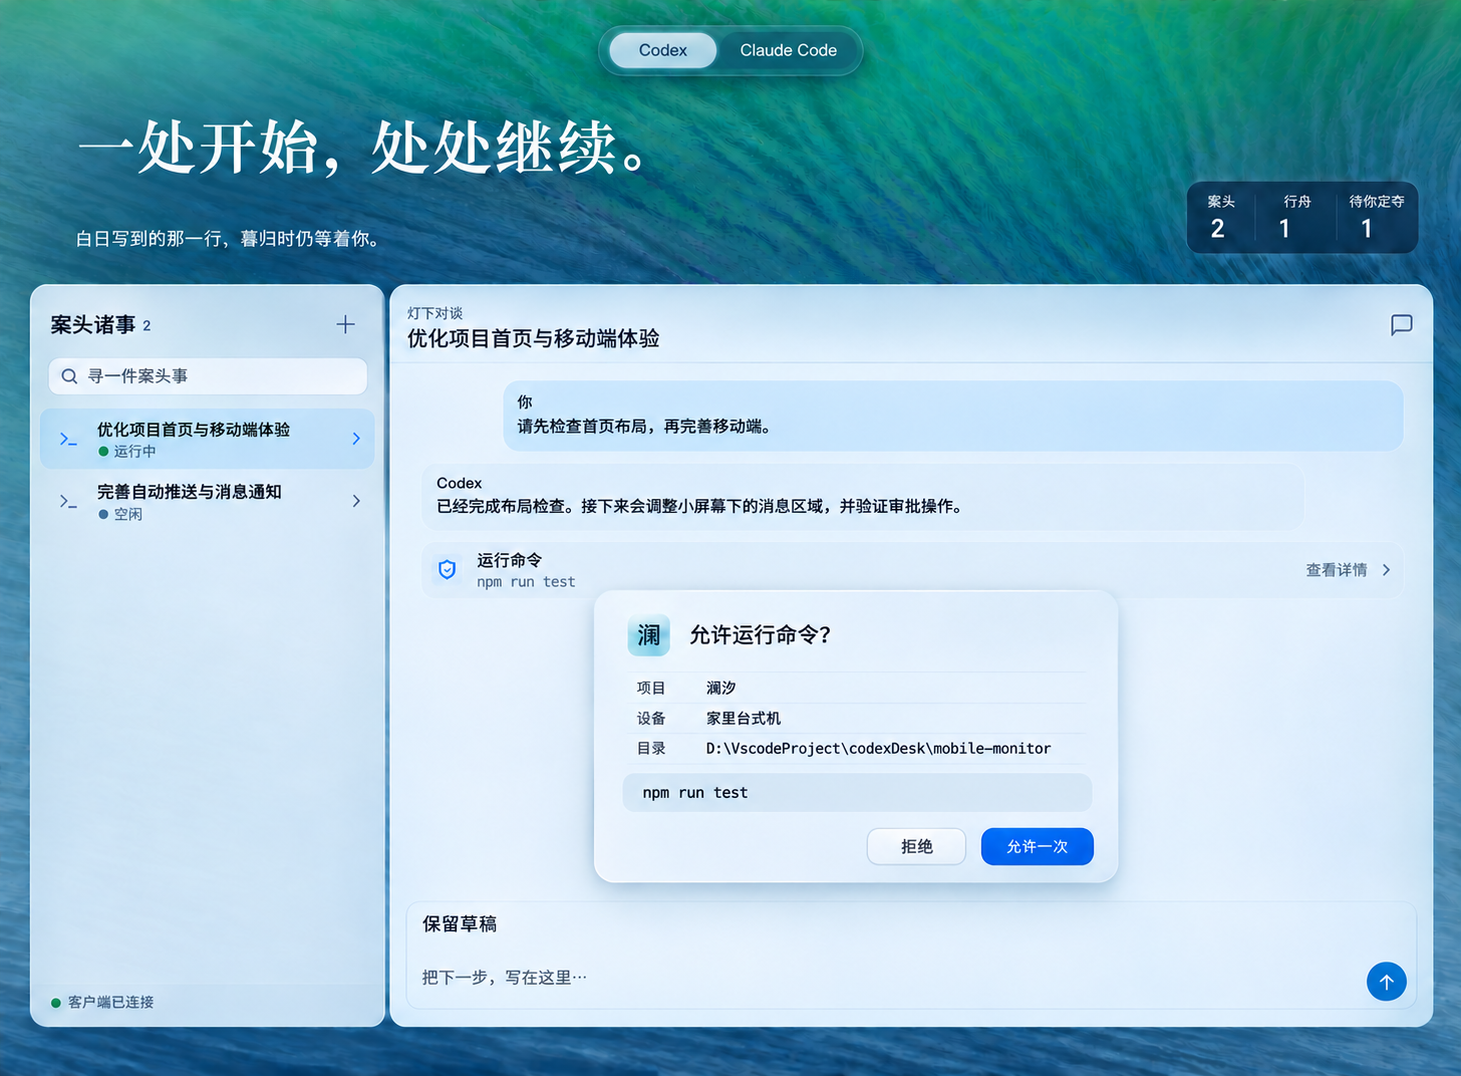 Codex
Claude Code
一处开始，处处继续。
白日写到的那一行，暮归时仍等着你。
案头
行舟
待你定夺
2
1
1
案头诸事 2
寻一件案头事
优化项目首页与移动端体验
运行中
完善自动推送与消息通知
空闲
客户端已连接
灯下对谈
优化项目首页与移动端体验
你
请先检查首页布局，再完善移动端。
Codex
已经完成布局检查。接下来会调整小屏幕下的消息区域，并验证审批操作。
运行命令
npm run test
查看详情
澜
允许运行命令？
项目 澜汐
设备 家里台式机
目录 D:\VscodeProject\codexDesk\mobile-monitor
npm run test
拒绝
允许一次
保留草稿
把下一步，写在这里…